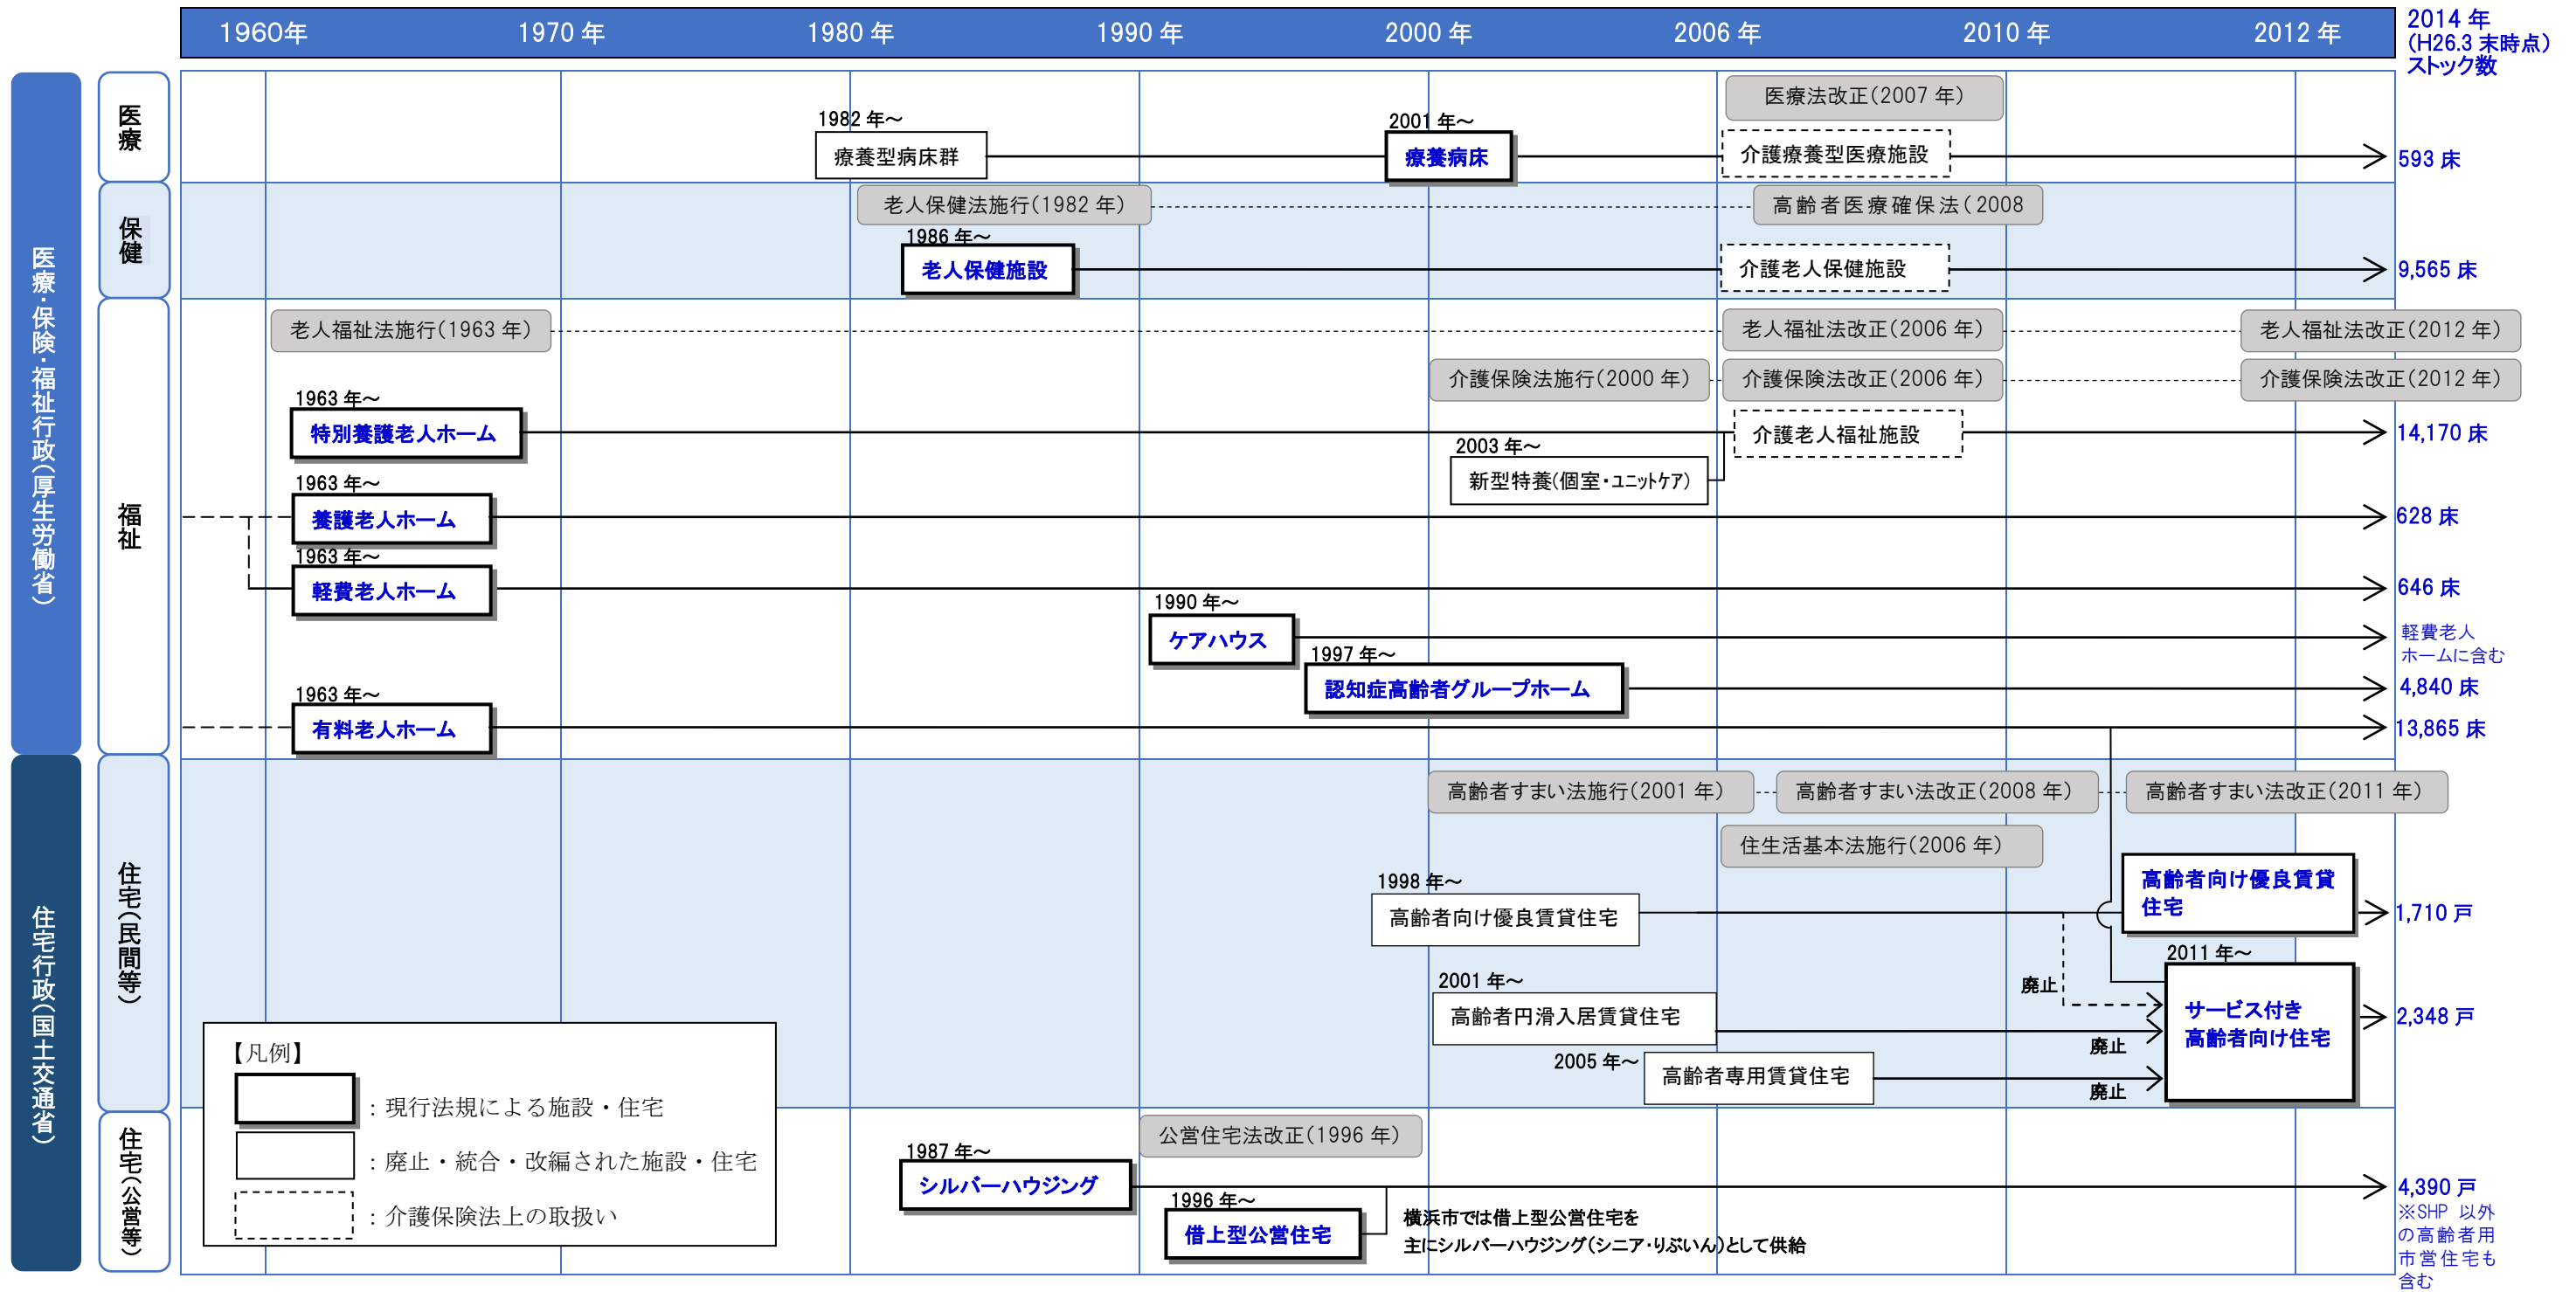 1960年
1970 年
1980 年
1990 年
2000 年
2006 年
2010 年
2012 年
2014 年
(H26.3 末時点)
ストック数
医療・保険・福祉行政(厚生労働省)
住宅行政(国土交通省)
医療
医療法改正(2007 年)
1982 年～
療養型病床群
2001 年～
療養病床
介護療養型医療施設
593 床
保健
老人保健法施行(1982 年)
高齢者医療確保法(2008
1986 年～
老人保健施設
介護老人保健施設
9,565 床
福祉
老人福祉法施行(1963 年)
老人福祉法改正(2006 年)
老人福祉法改正(2012 年)
介護保険法施行(2000 年)
介護保険法改正(2006 年)
介護保険法改正(2012 年)
1963 年～
特別養護老人ホーム
介護老人福祉施設
14,170 床
2003 年～
新型特養(個室・ユニットケア)
1963 年～
養護老人ホーム
628 床
1963 年～
軽費老人ホーム
646 床
1990 年～
ケアハウス
軽費老人
ホームに含む
1997 年～
認知症高齢者グループホーム
4,840 床
1963 年～
有料老人ホーム
13,865 床
住宅(民間等)
高齢者すまい法施行(2001 年)
高齢者すまい法改正(2008 年)
高齢者すまい法改正(2011 年)
住生活基本法施行(2006 年)
1998 年～
高齢者向け優良賃貸住宅
高齢者向け優良賃貸
住宅
1,710 戸
2001 年～
高齢者円滑入居賃貸住宅
廃止
2011 年～
サービス付き
高齢者向け住宅
2,348 戸
廃止
2005 年～
高齢者専用賃貸住宅
廃止
【凡例】
：現行法規による施設・住宅
：廃止・統合・改編された施設・住宅
：介護保険法上の取扱い
住宅(公営等)
公営住宅法改正(1996 年)
1987 年～
シルバーハウジング
1996 年～
借上型公営住宅
横浜市では借上型公営住宅を
主にシルバーハウジング(シニア・りぶいん)として供給
4,390 戸
※SHP 以外
の高齢者用
市営住宅も
含む